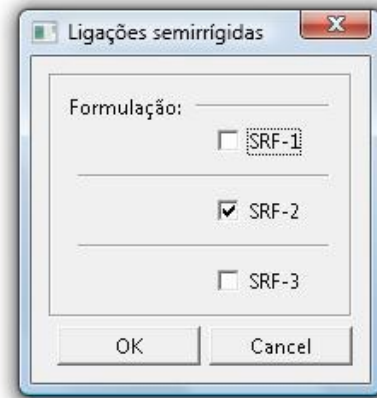 Ligações semirrígidas
Formulação:
SRF-1
SRF-2
SRF-3
OK
Cancel